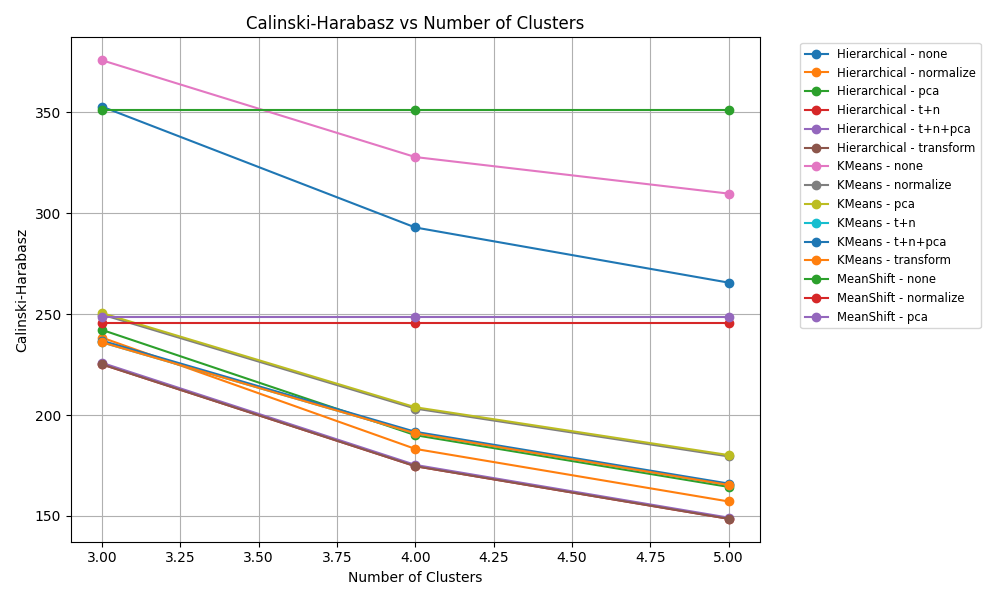 Calinski-Harabasz vs Number of Clusters
Calinski-Harabasz
350
300
250
200
150
3.00
3.25
3.50
3.75
4.00
4.25
4.50
4.75
5.00
Number of Clusters
Hierarchical - none
Hierarchical - normalize
Hierarchical - pca
Hierarchical - t+n
Hierarchical - t+n+pca
Hierarchical - transform
KMeans - none
KMeans - normalize
KMeans - pca
KMeans - t+n
KMeans - t+n+pca
KMeans - transform
MeanShift - none
MeanShift - normalize
MeanShift - pca